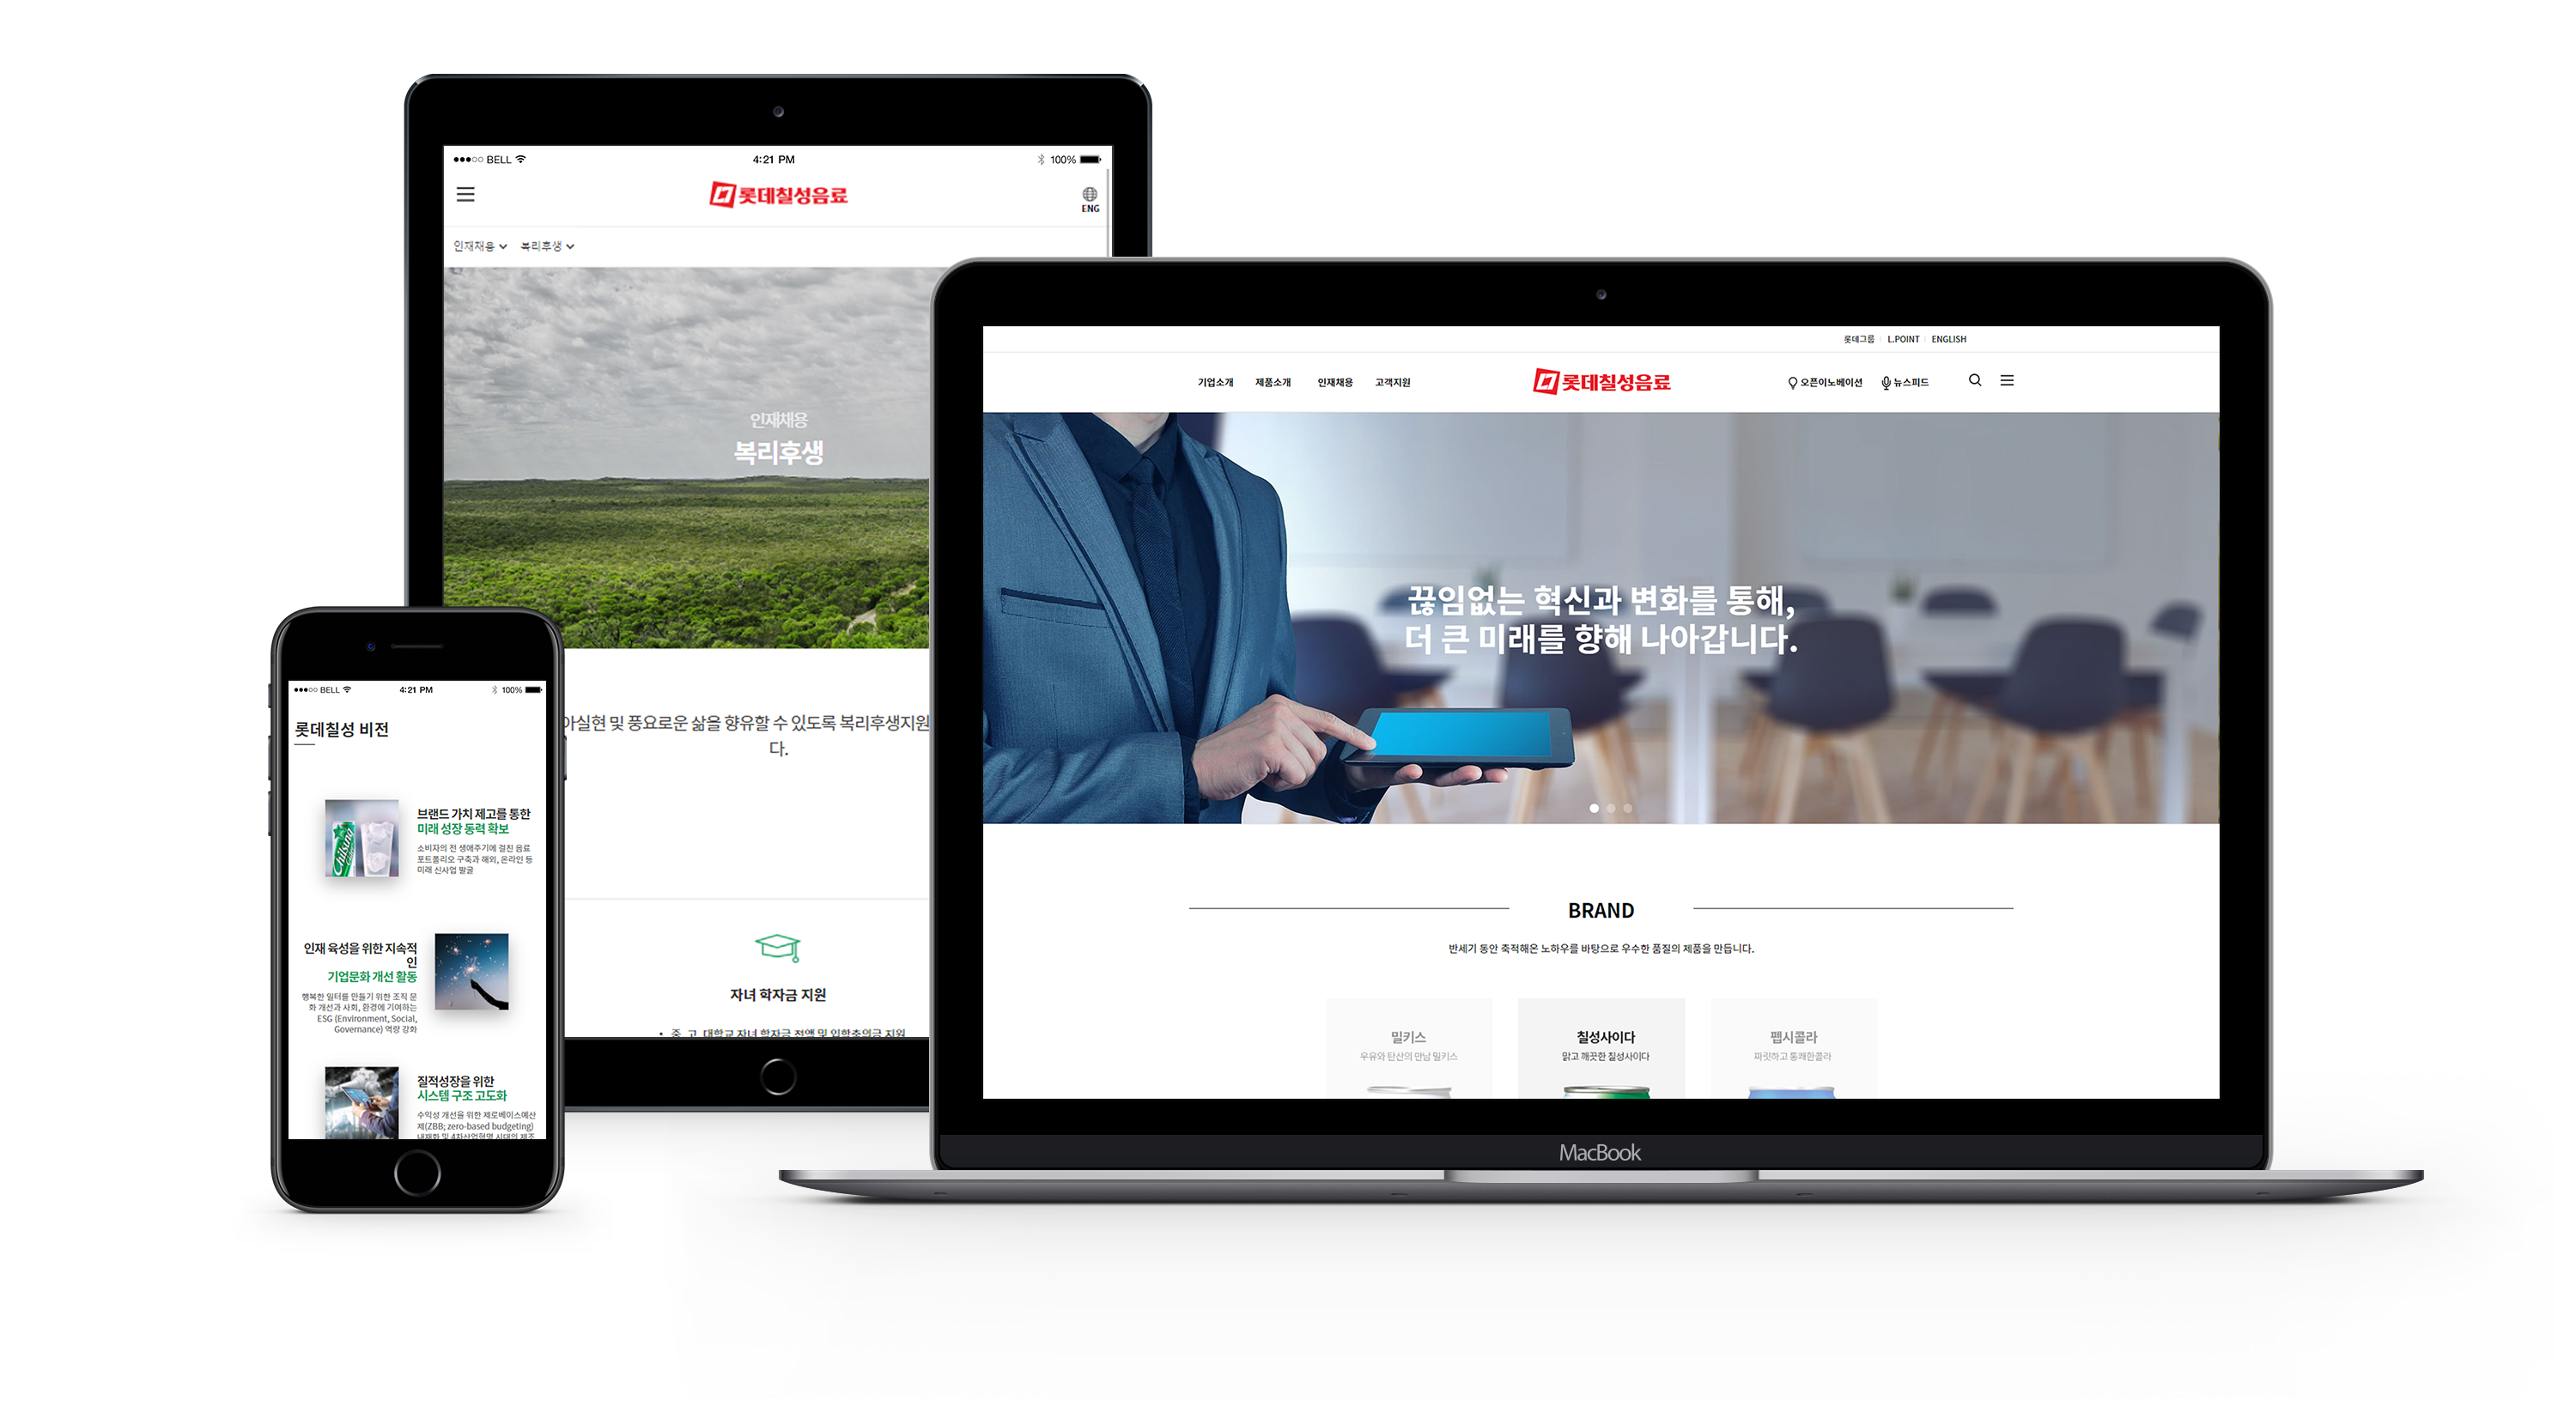 BELL
4:21 PM
100%
롯데칠성음료
ENG
인재채용
복리후생
인재채용
복리후생
아실현 및 풍요로운 삶을 향유할 수 있도록 복리후생지원
다.
자녀 학자금 지원
• 중, 고, 대학교 자녀 학자금 전액 및 입학축의금 지원
BELL
4:21 PM
100%
롯데칠성 비전
브랜드 가치 제고를 통한
미래 성장 동력 확보
소비자의 전 생애주기에 걸친 음료
포트폴리오 구축과 해외, 온라인 등
미래 신사업 발굴
인재 육성을 위한 지속적
인
기업문화 개선 활동
행복한 일터를 만들기 위한 조직 문
화 개선과 사회, 환경에 기여하는
ESG (Environment, Social,
Governance) 역량 강화
질적성장을 위한
시스템 구조 고도화
수익성 개선을 위한 제로베이스예산
제(ZBB; zero-based budgeting)
내재화 및 4차산업혁명 시대의 제조
롯데그룹 L.POINT ENGLISH
기업소개 제품소개 인재채용 고객지원
롯데칠성음료
오픈이노베이션 뉴스피드
끊임없는 혁신과 변화를 통해,
더 큰 미래를 향해 나아갑니다.
BRAND
반세기 동안 축적해온 노하우를 바탕으로 우수한 품질의 제품을 만듭니다.
밀키스
우유와 탄산의 만남 밀키스
칠성사이다
맑고 깨끗한 칠성사이다
펩시콜라
짜릿하고 통쾌한콜라
MacBook